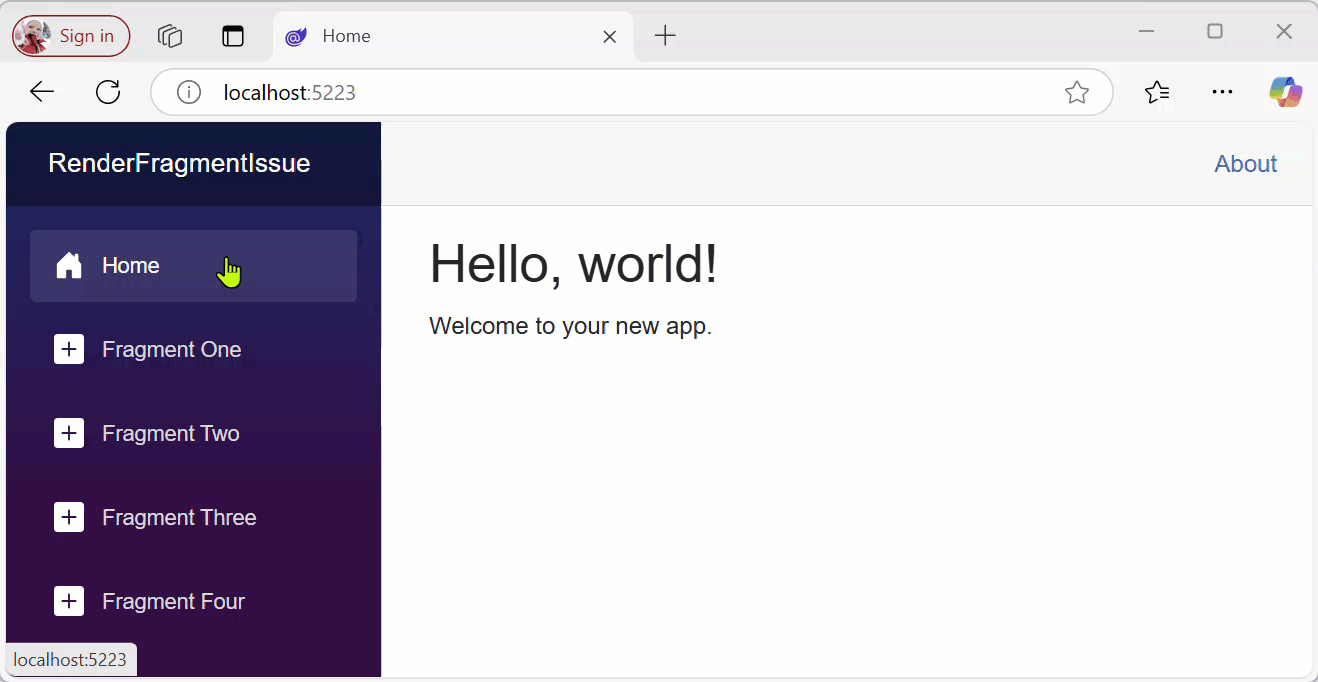 Sign in
Home
localhost:5223
RenderFragmentIssue
About
Home
Hello, world!
Welcome to your new app.
Fragment One
Fragment Two
Fragment Three
Fragment Four
localhost:5223